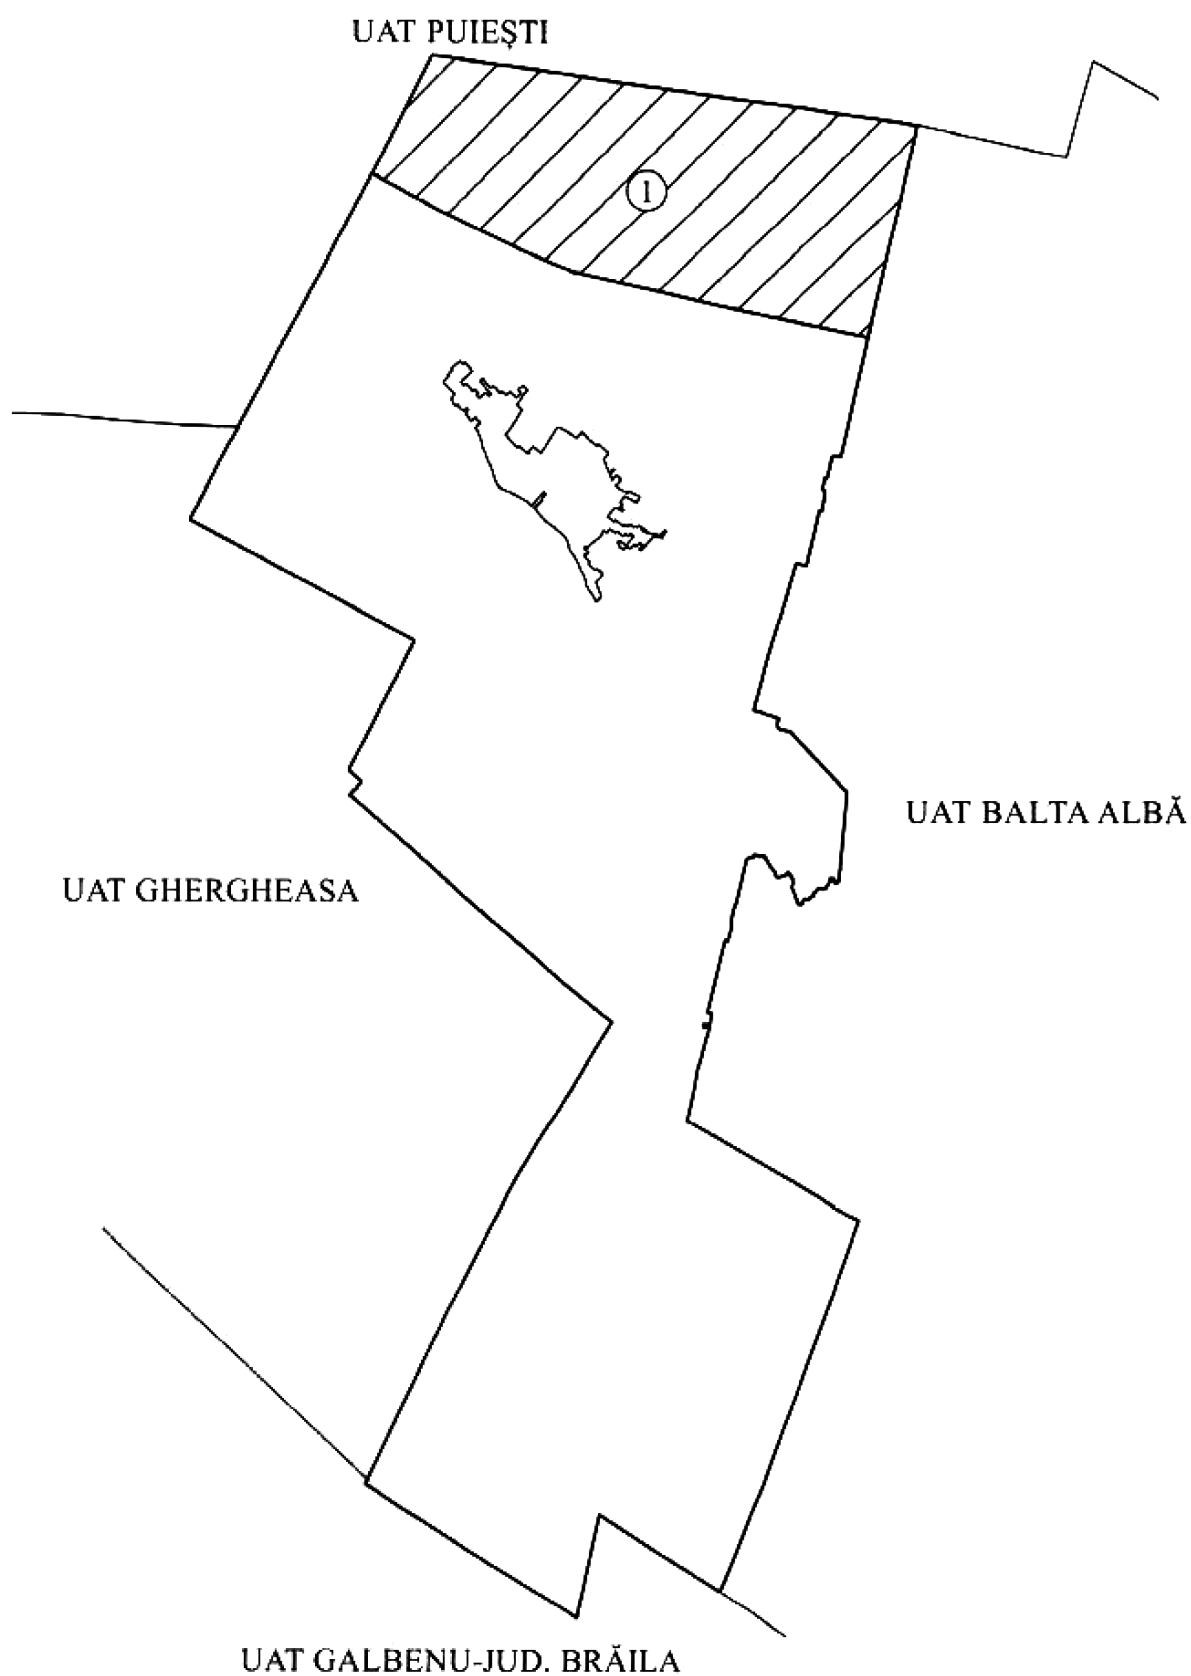 UAT PUIEȘTI
1
UAT BALTA ALBĂ
UAT GHERGHEASA
UAT GALBENU-JUD. BRĂILA